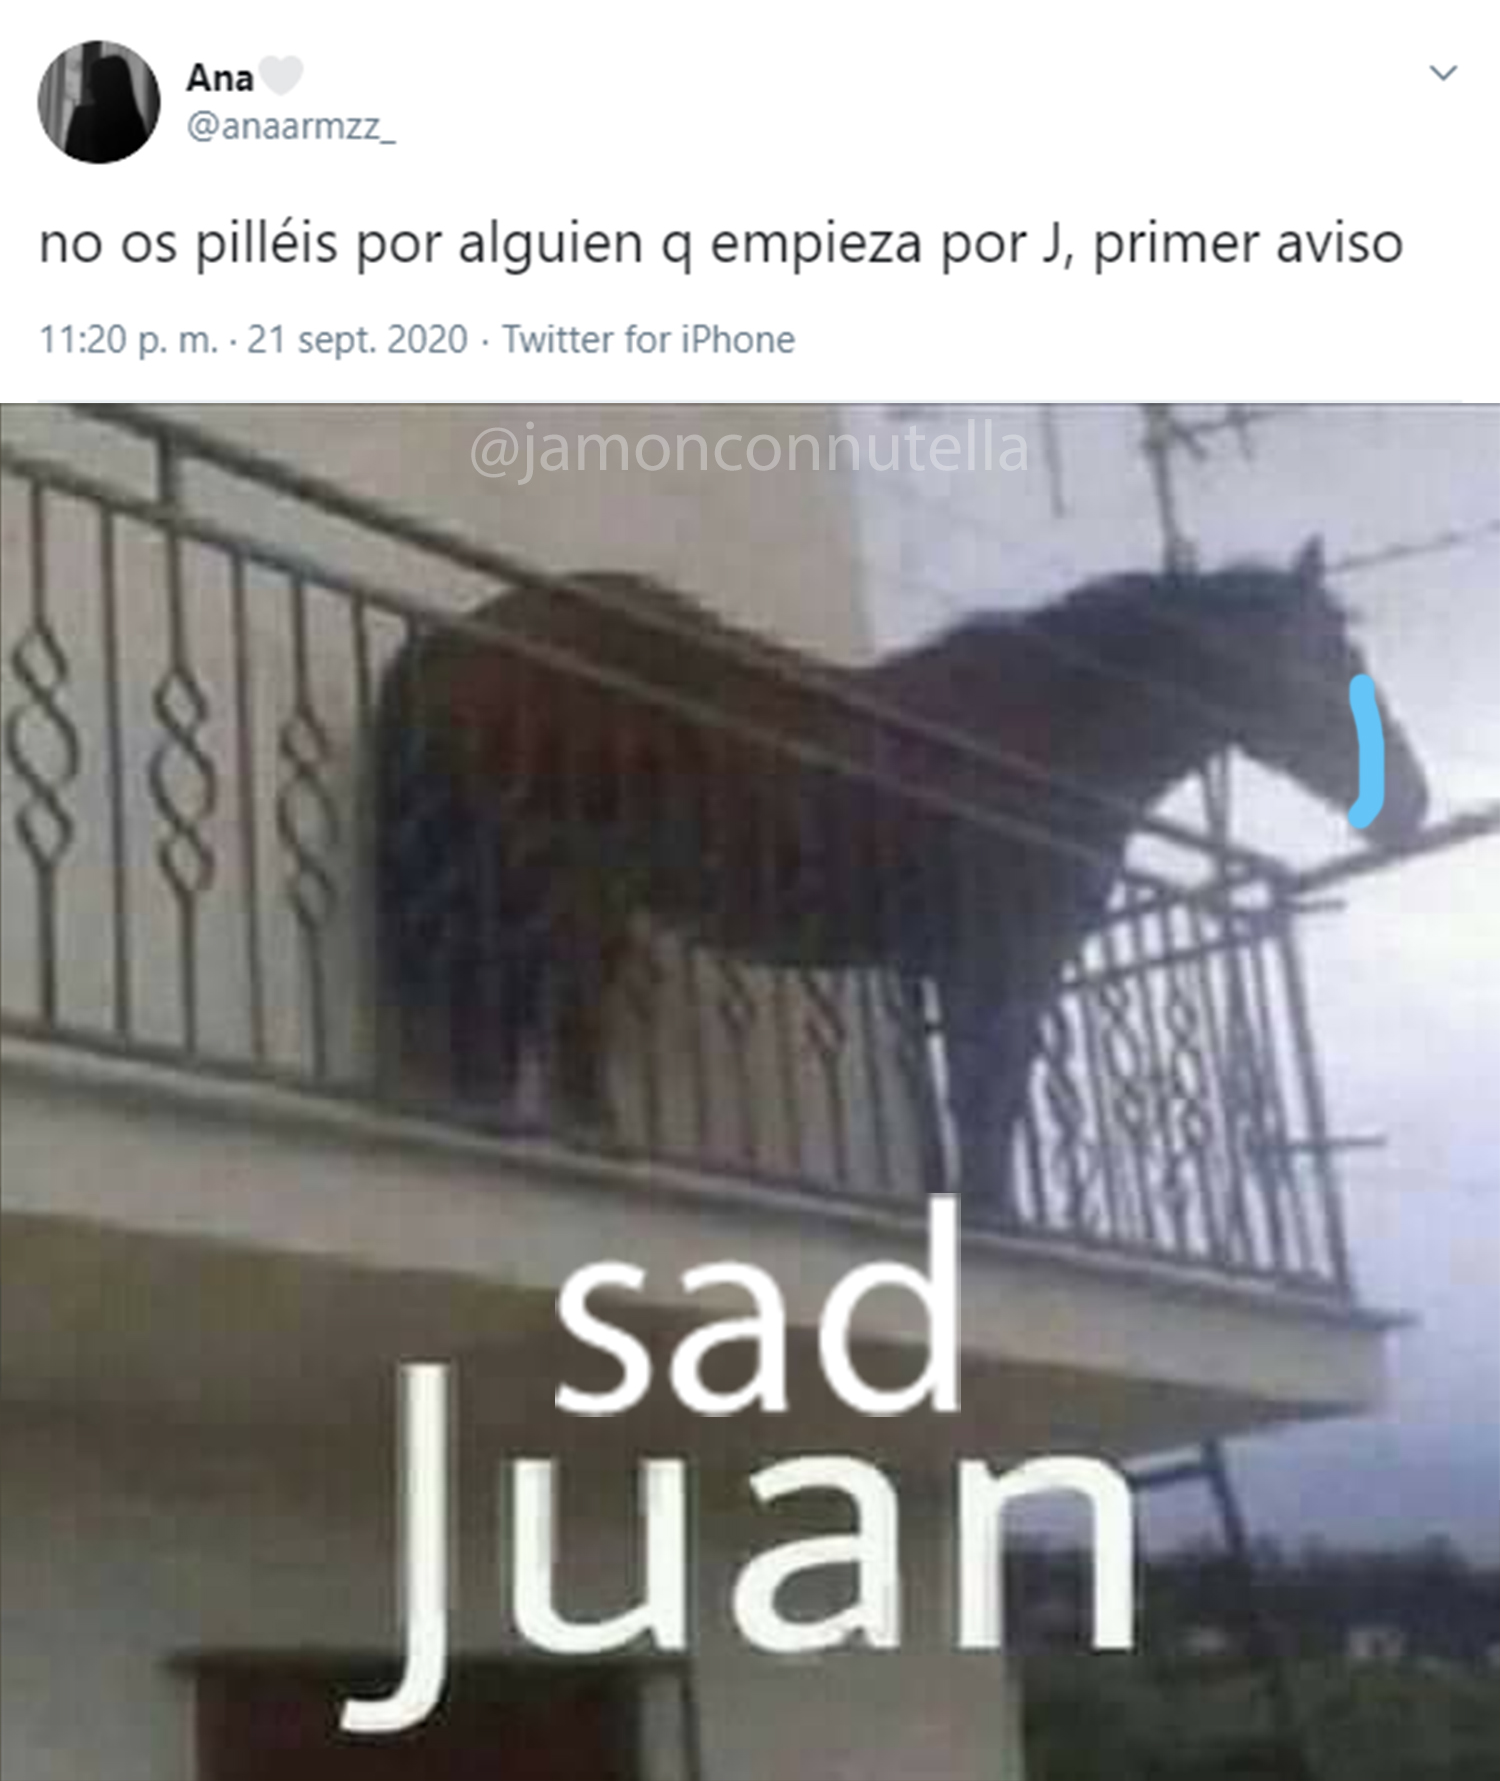 Ana
@anaarmzz_
no os pilléis por alguien q empieza por J, primer aviso
11:20 p. m. · 21 sept. 2020 · Twitter for iPhone
@jamonconnutella
sad
Juan